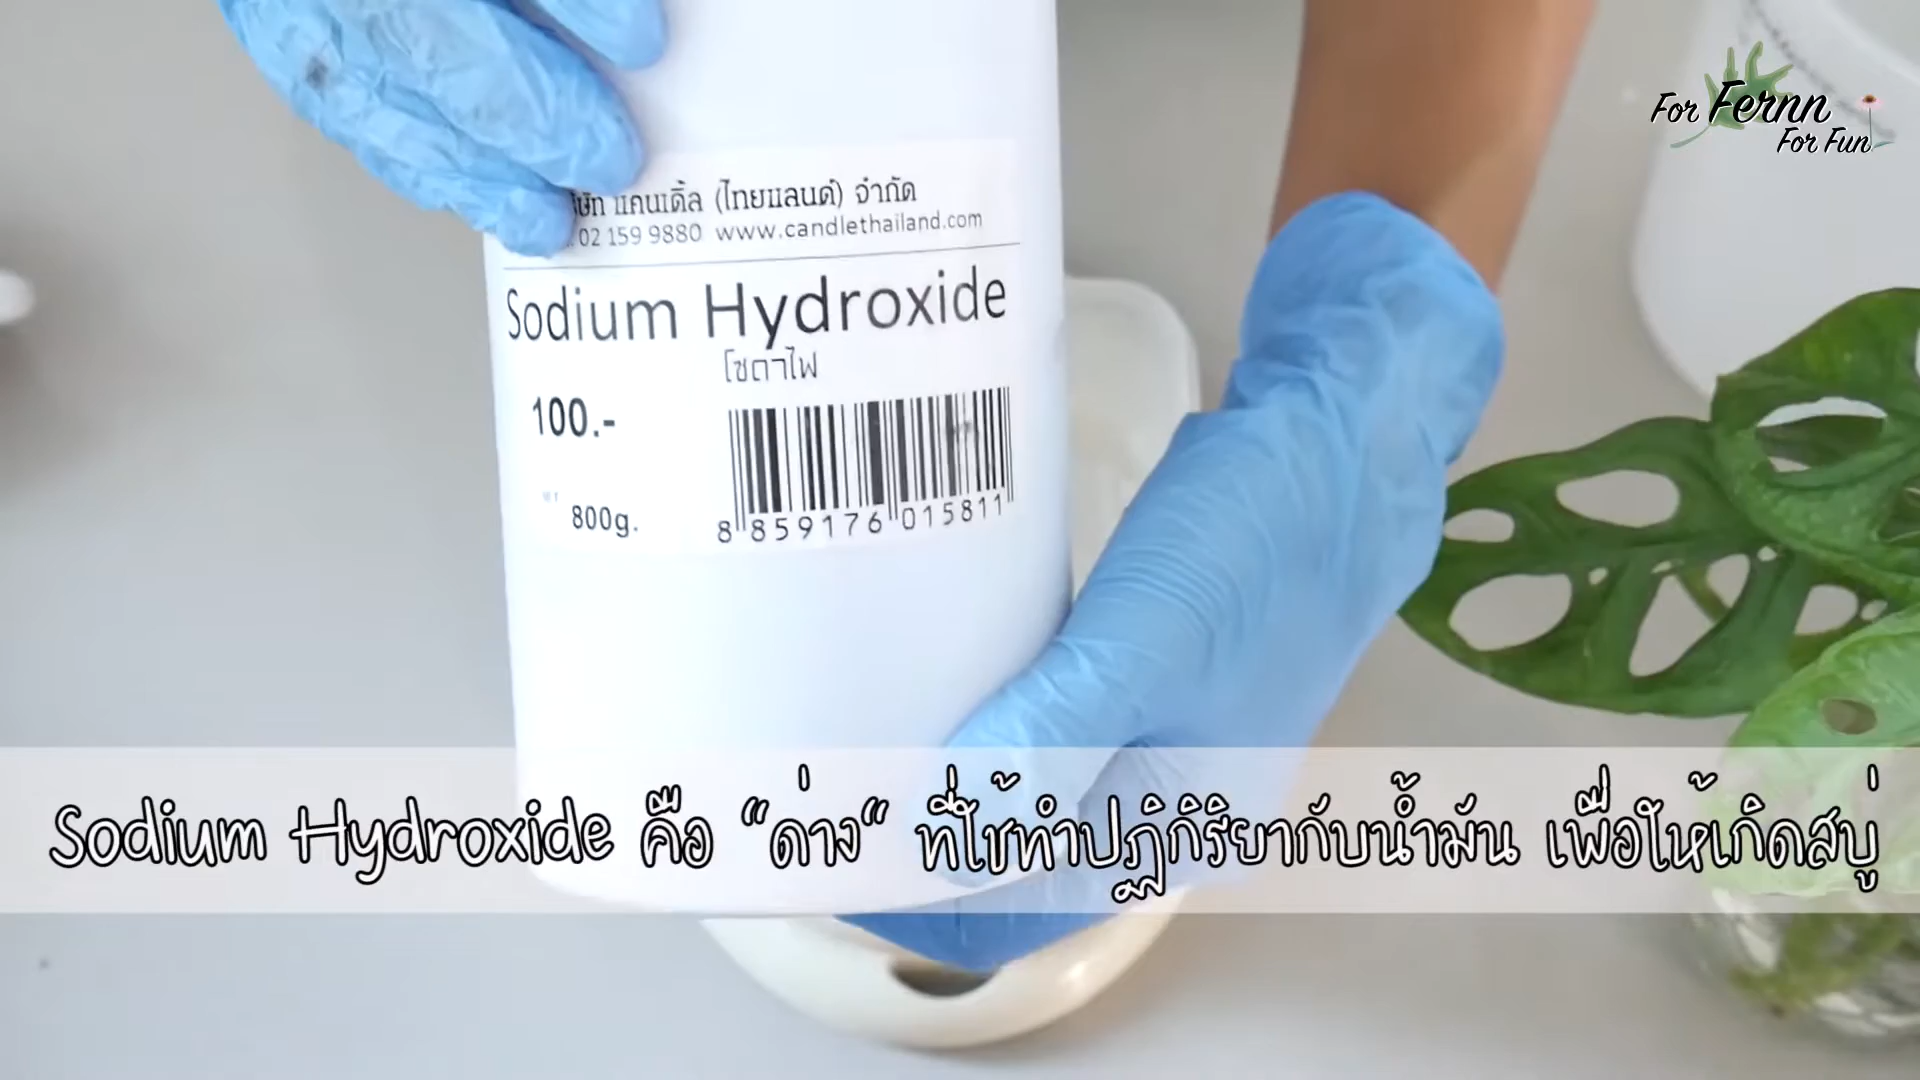 For Fernn
For Fun
แคนเดิ้ล (ไทยแลนด์) จำกัด
02 159 9880 www.candlethailand.com
Sodium Hydroxide
โซดาไฟ
100.-
800g.
8 859176 015811
Sodium Hydroxide คือ “ด่าง“ ที่ใช้ทำปฏิกิริยากับน้ำมัน เพื่อให้เกิดสบู่